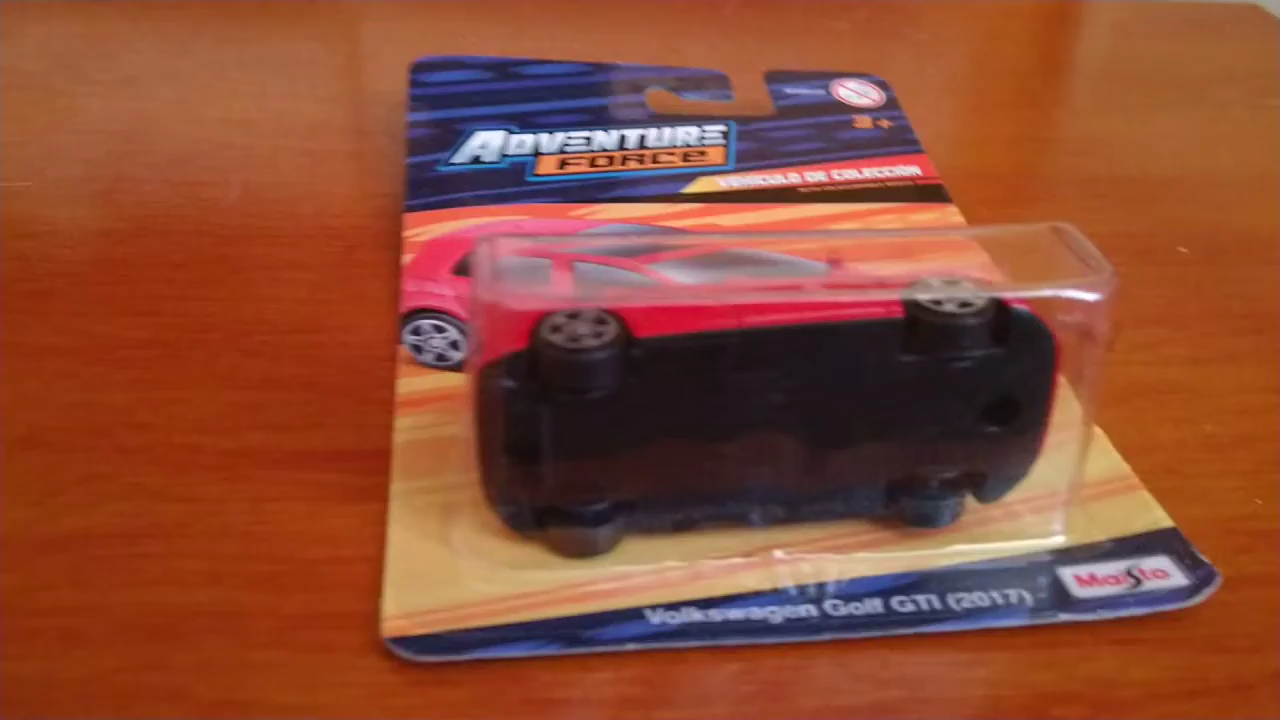 ADVENTURE
FORCE
3+
VEHÍCULO DE COLECCIÓN
Volkswagen Golf GTI (2017)
Maisto